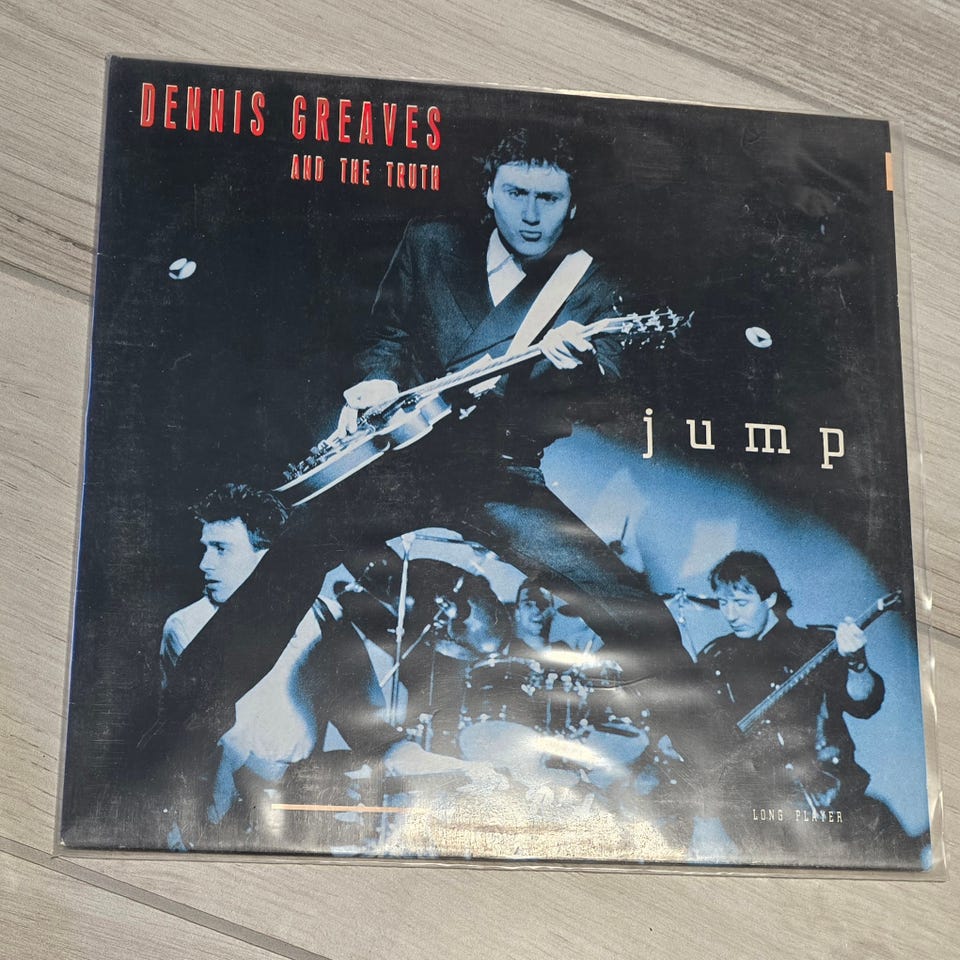 DENNIS GREAVES
AND THE TRUTH
jump
LONG PLAYER